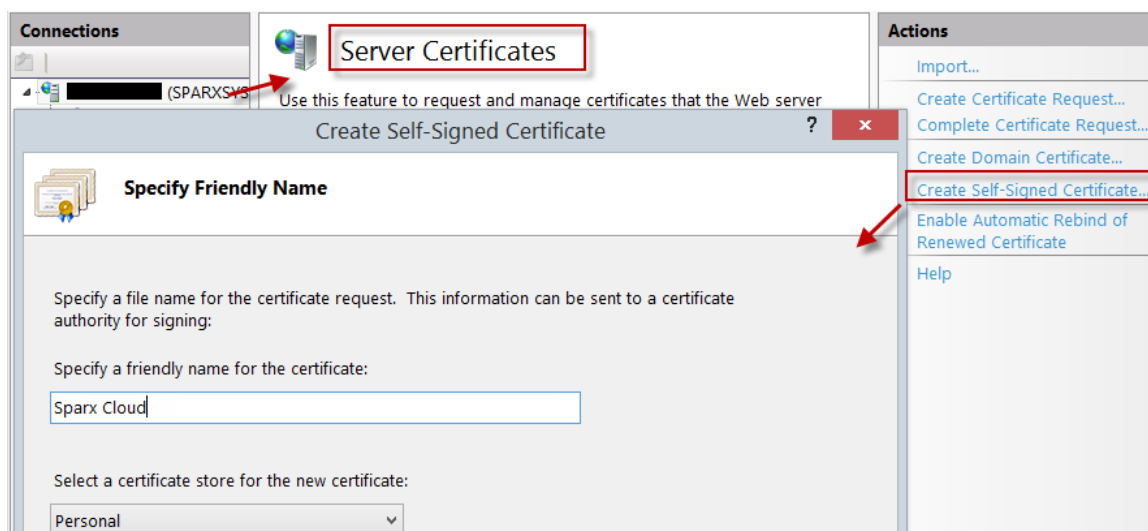 Connections
(SPARXSYS
Server Certificates
Use this feature to request and manage certificates that the Web server
Create Self-Signed Certificate
?
x
Specify Friendly Name
Specify a file name for the certificate request.  This information can be sent to a certificate
authority for signing:
Specify a friendly name for the certificate:
Sparx Cloud
Select a certificate store for the new certificate:
Personal
Actions
Import...
Create Certificate Request...
Complete Certificate Request...
Create Domain Certificate...
Create Self-Signed Certificate...
Enable Automatic Rebind of
Renewed Certificate
Help